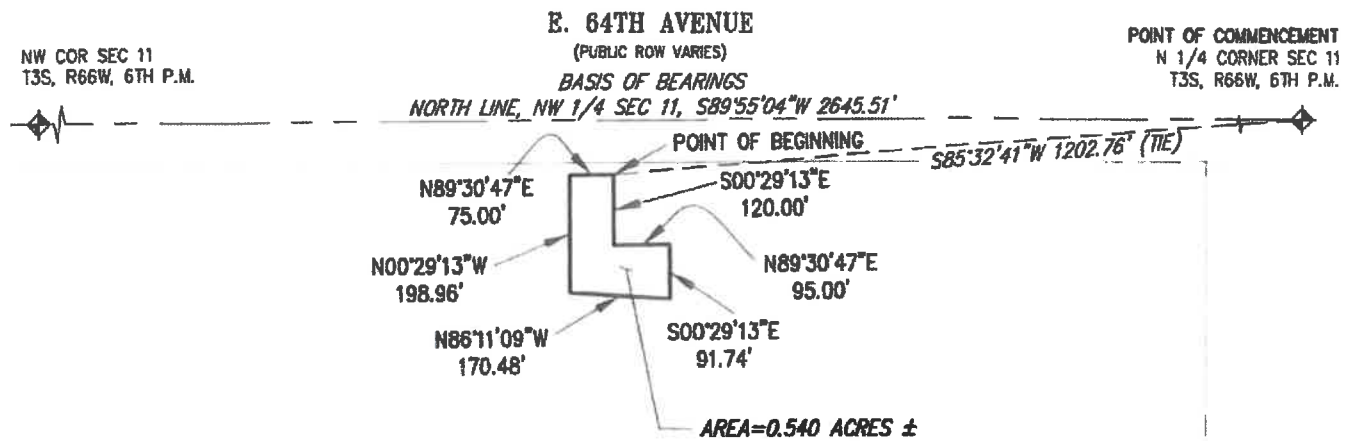 E. 64TH AVENUE
(PUBLIC ROW VARIES)
NW COR SEC 11
T3S, R66W, 6TH P.M.
POINT OF COMMENCEMENT
N 1/4 CORNER SEC 11
T3S, R66W, 6TH P.M.
BASIS OF BEARINGS
NORTH LINE, NW 1/4 SEC 11, S89°55'04"W 2645.51'
POINT OF BEGINNING
S85°32'41"W 1202.76' (TIE)
N89°30'47"E
75.00'
S00°29'13"E
120.00'
N00°29'13"W
198.96'
N89°30'47"E
95.00'
N86°11'09"W
170.48'
S00°29'13"E
91.74'
AREA=0.540 ACRES ±